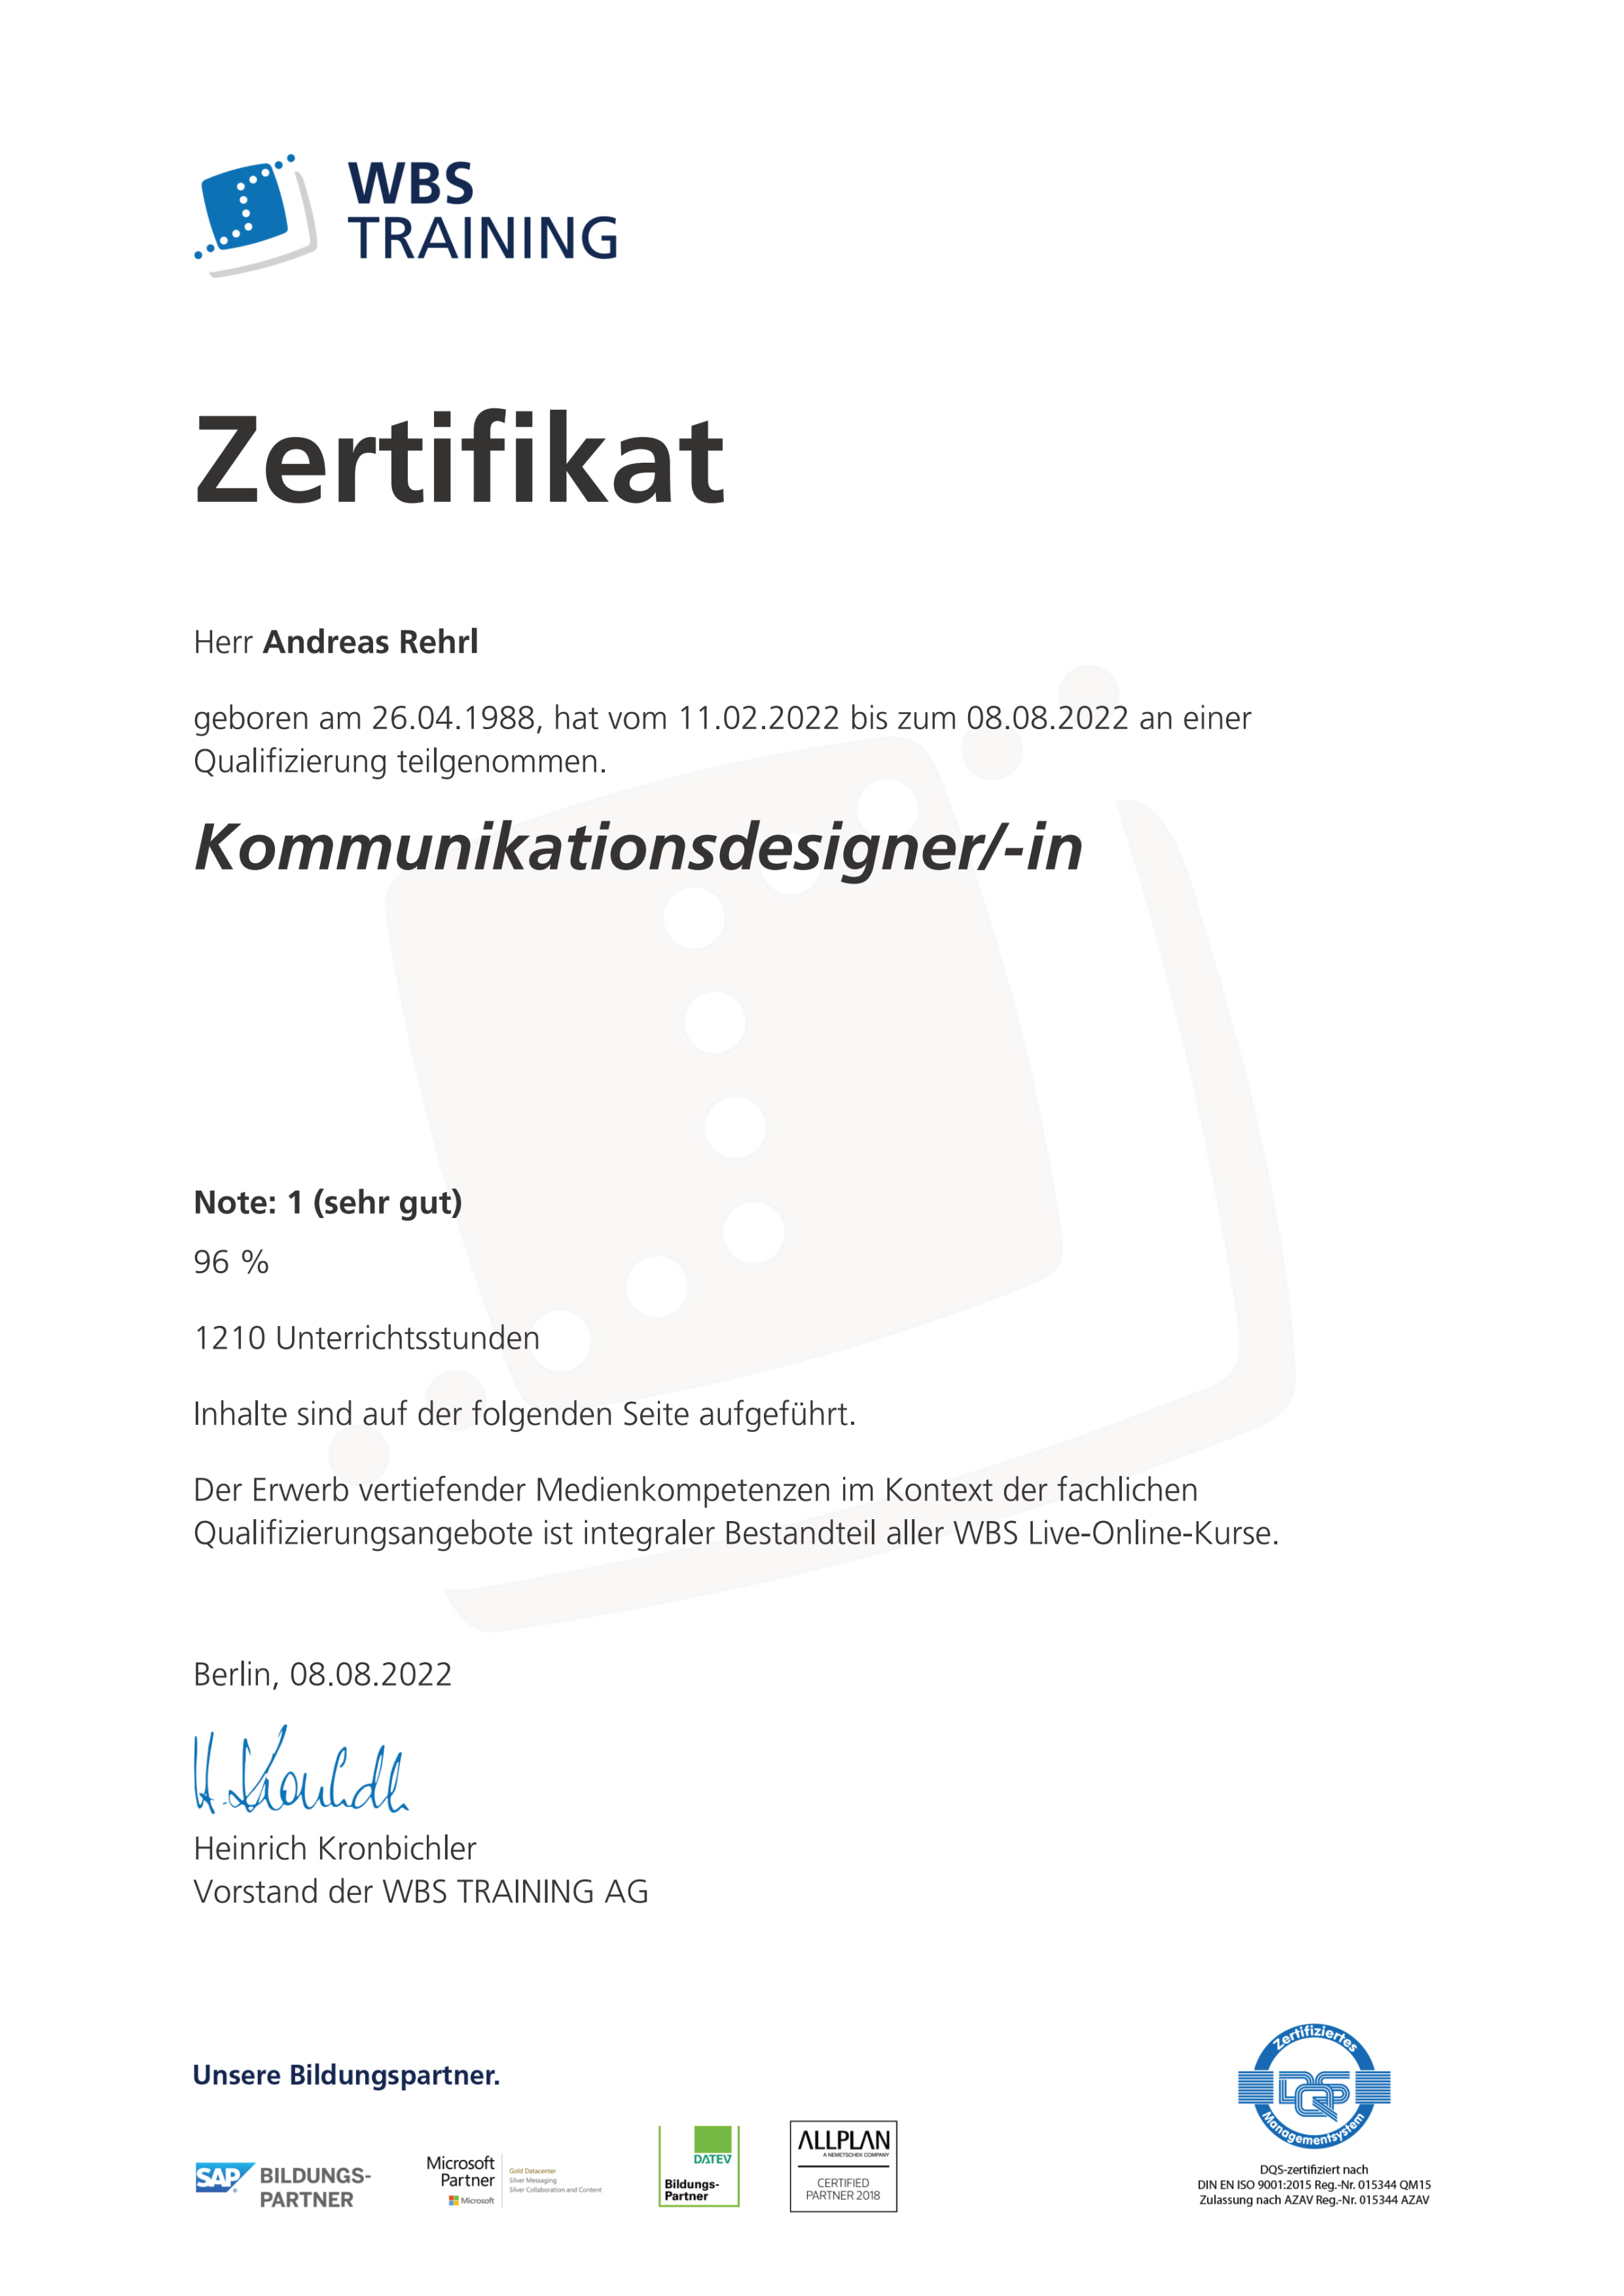 WBS
TRAINING
Zertifikat
Herr Andreas Rehrl
geboren am 26.04.1988, hat vom 11.02.2022 bis zum 08.08.2022 an einer
Qualifizierung teilgenommen.
Kommunikationsdesigner/-in
Note: 1 (sehr gut)
96 %
1210 Unterrichtsstunden
Inhalte sind auf der folgenden Seite aufgeführt.
Der Erwerb vertiefender Medienkompetenzen im Kontext der fachlichen
Qualifizierungsangebote ist integraler Bestandteil aller WBS Live-Online-Kurse.
Berlin, 08.08.2022
Heinrich Kronbichler
Vorstand der WBS TRAINING AG
Unsere Bildungspartner.
SAP BILDUNGS-
PARTNER
Microsoft
Partner
Microsoft
Gold Datacenter
Silver Messaging
Silver Collaboration and Content
DATEV
Bildungs-
Partner
ALLPLAN
A NEMETSCHEK COMPANY
CERTIFIED
PARTNER 2018
Zertifiziertes
DQS
Managementsystem
DQS-zertifiziert nach
DIN EN ISO 9001:2015 Reg.-Nr. 015344 QM15
Zulassung nach AZAV Reg.-Nr. 015344 AZAV